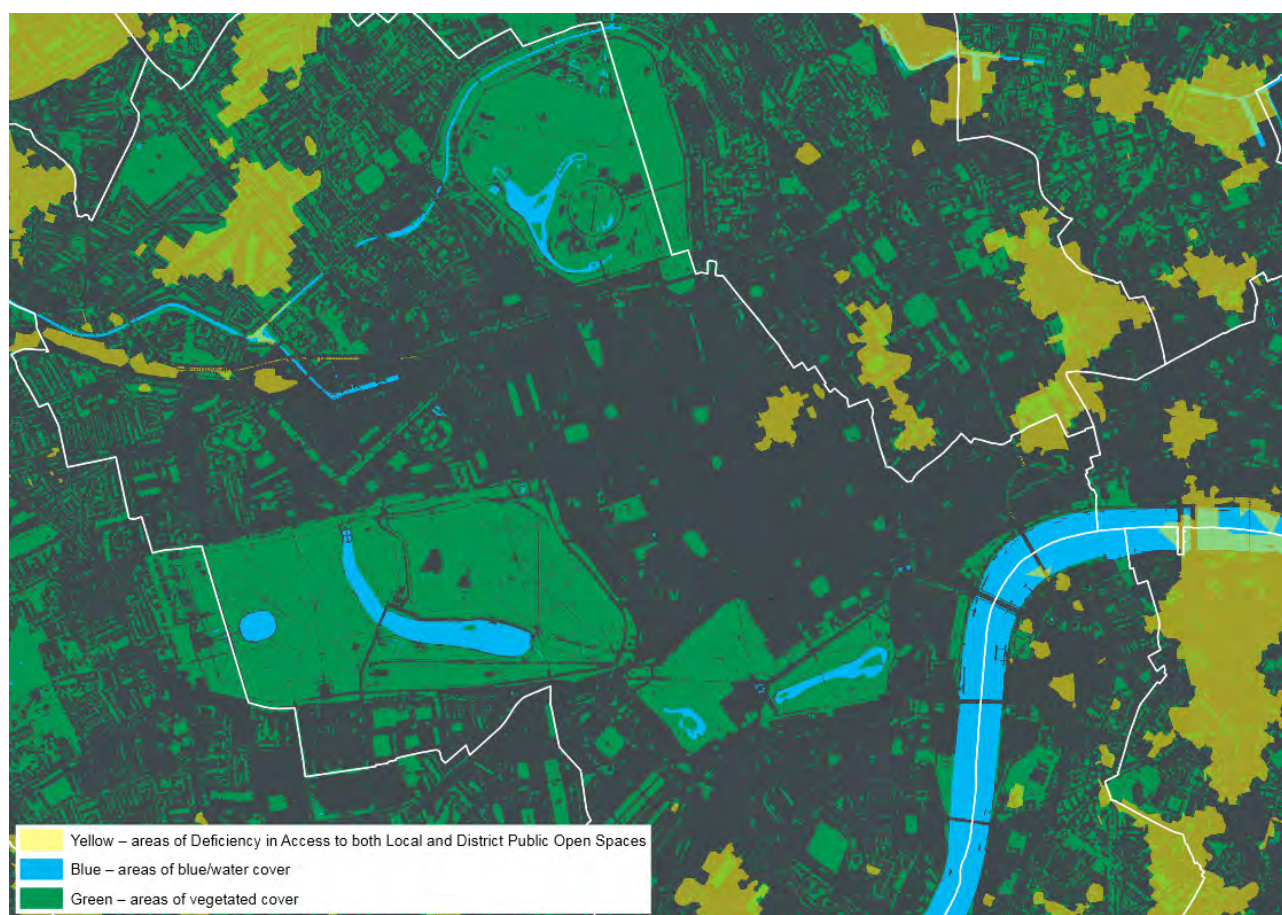 Yellow – areas of Deficiency in Access to both Local and District Public Open Spaces
Blue – areas of blue/water cover
Green – areas of vegetated cover